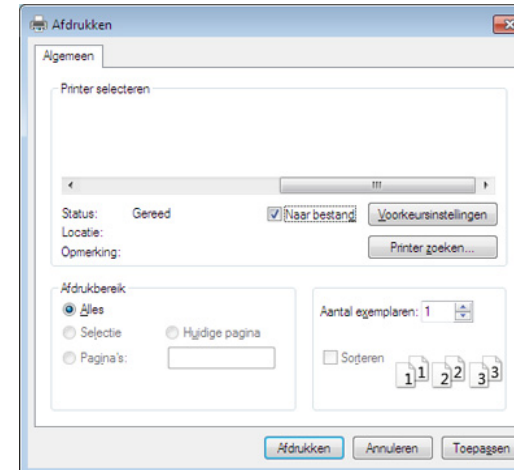 Afdrukken
Algemeen
Printer selecteren
Status: Gereed
Naar bestand
Voorkeursinstellingen
Locatie:
Opmerking:
Printer zoeken...
Afdrukbereik
Alles
Selectie
Huidige pagina
Pagina's:
Aantal exemplaren: 1
Sorteren
1 1 2 2 3 3
Afdrukken
Annuleren
Toepassen